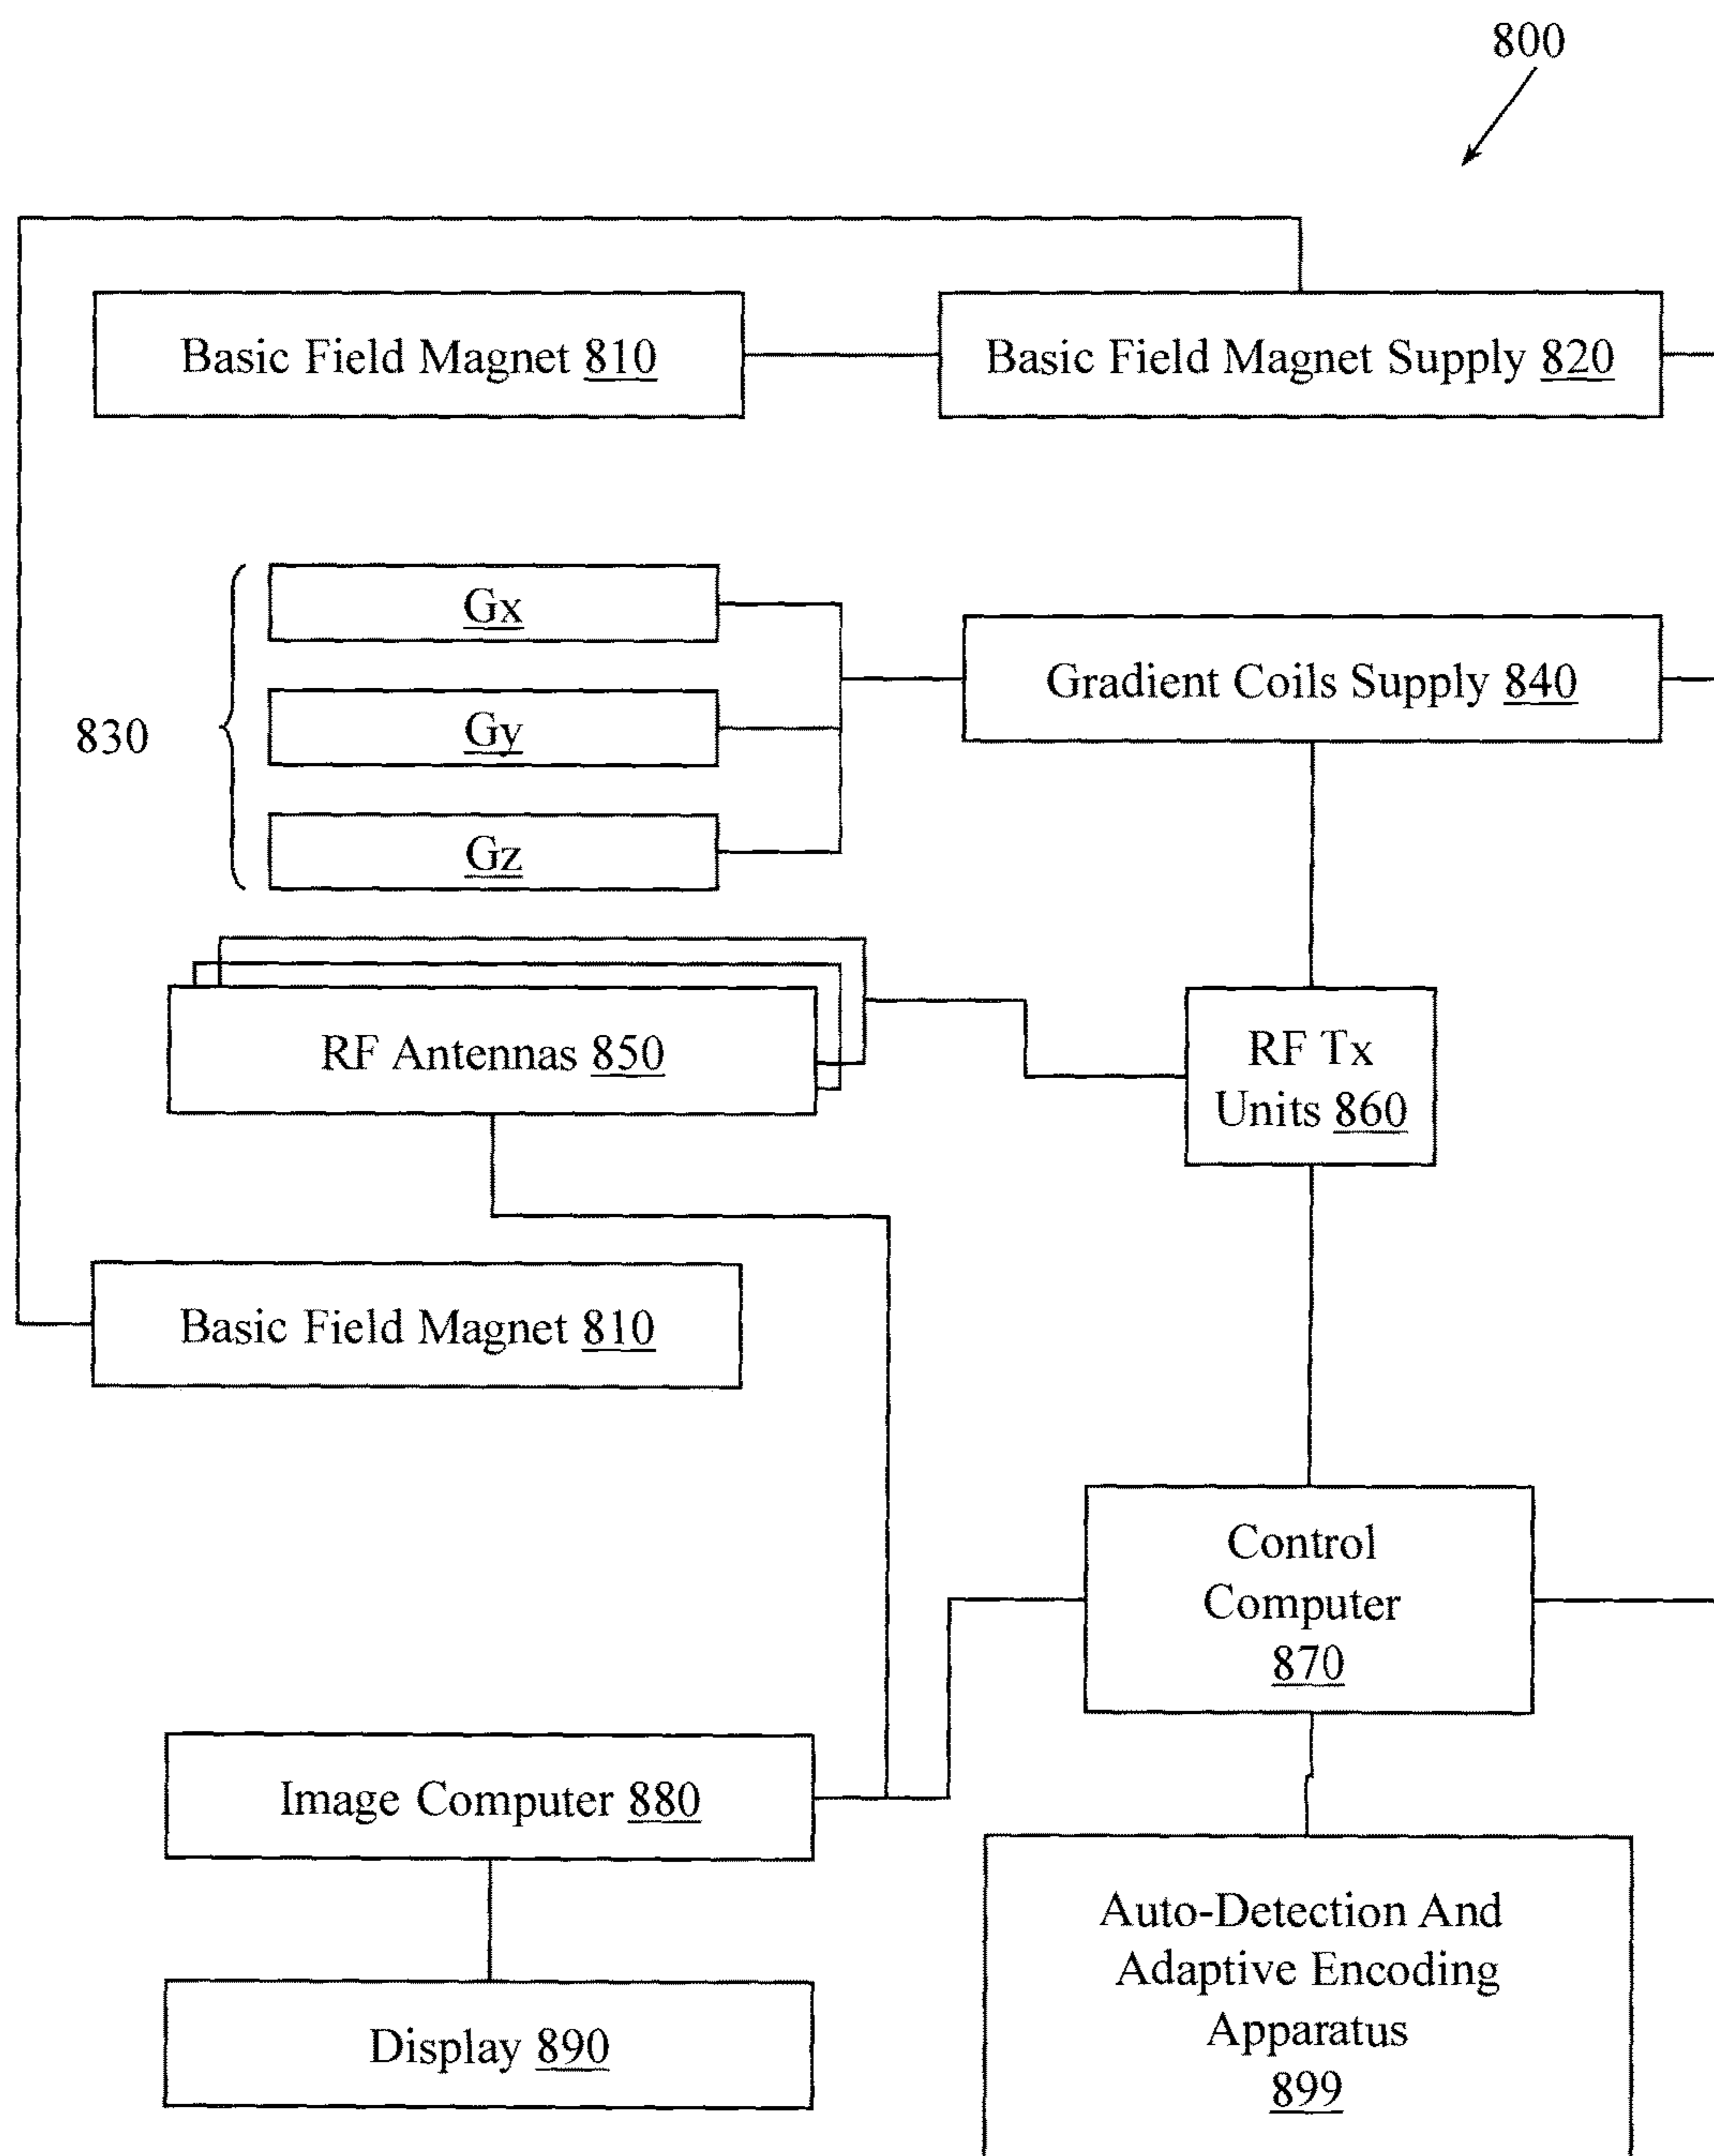 800
Basic Field Magnet 810
Basic Field Magnet Supply 820
Gx
Gradient Coils Supply 840
830
Gy
Gz
RF Antennas 850
RF Tx
Units 860
Basic Field Magnet 810
Control
Computer
870
Image Computer 880
Auto-Detection And
Adaptive Encoding
Apparatus
899
Display 890